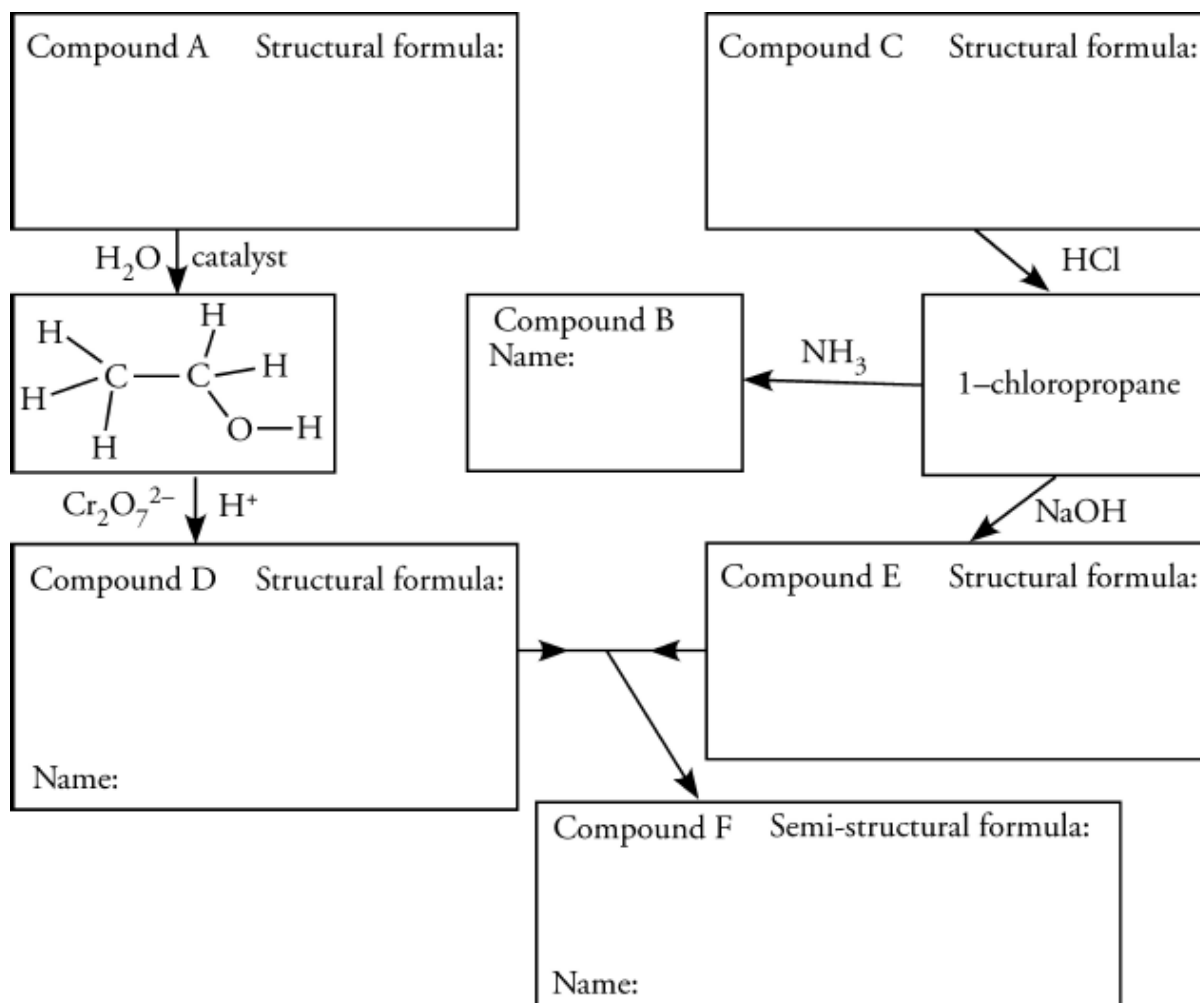 Compound A Structural formula:
Compound C Structural formula:
H₂O catalyst
HCl
H
H
C
C
H
H
H
O
H
Compound B
Name:
NH₃
1–chloropropane
Cr₂O₇²⁻ H⁺
NaOH
Compound D Structural formula:
Name:
Compound E Structural formula:
Compound F Semi-structural formula:
Name: